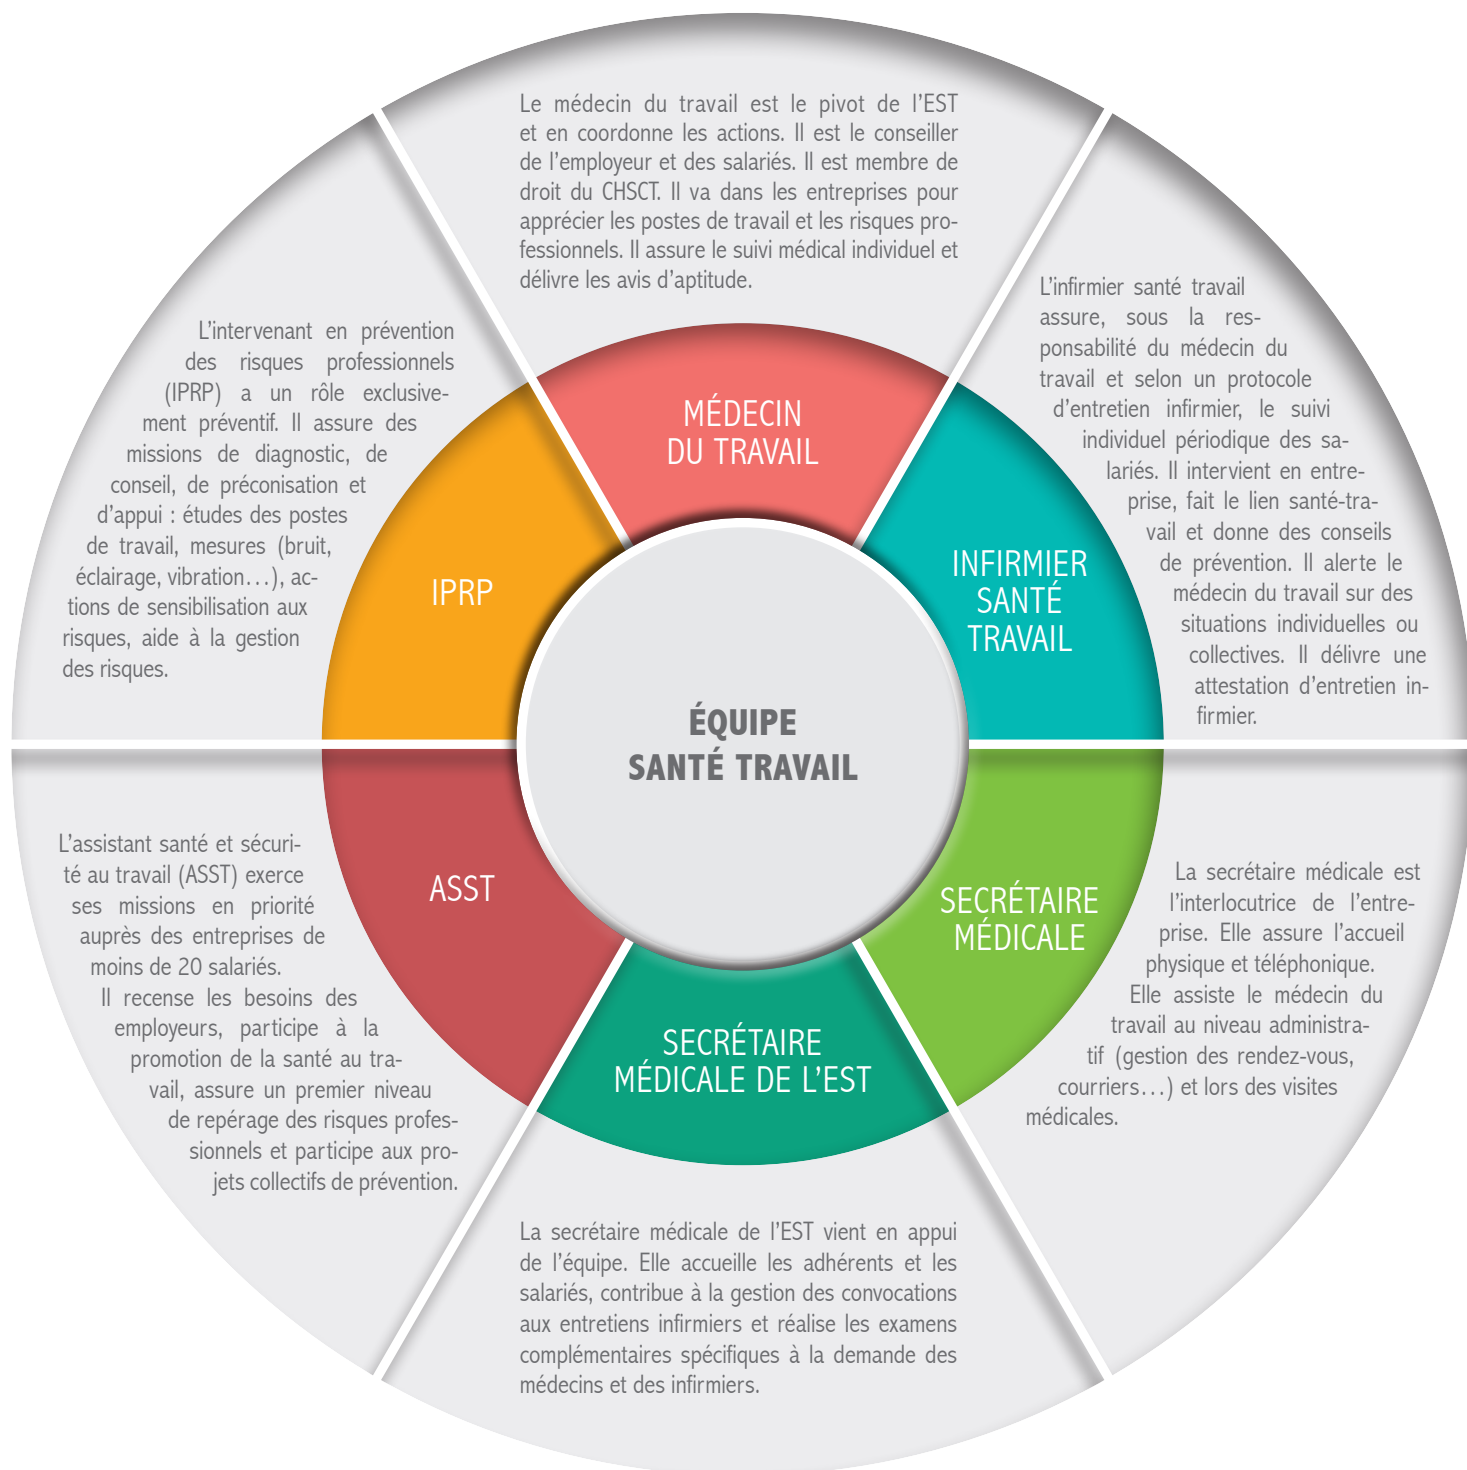 Le médecin du travail est le pivot de l’EST
et en coordonne les actions. Il est le conseiller
de l’employeur et des salariés. Il est membre de
droit du CHSCT. Il va dans les entreprises pour
apprécier les postes de travail et les risques pro-
fessionnels. Il assure le suivi médical individuel et
délivre les avis d’aptitude.
MÉDECIN
DU TRAVAIL
L’infirmier santé travail
assure, sous la res-
ponsabilité du médecin du
travail et selon un protocole
d’entretien infirmier, le suivi
individuel périodique des sa-
lariés. Il intervient en entre-
prise, fait le lien santé-tra-
vail et donne des conseils
de prévention. Il alerte le
médecin du travail sur des
situations individuelles ou
collectives. Il délivre une
attestation d’entretien in-
firmier.
INFIRMIER
SANTÉ
TRAVAIL
La secrétaire médicale est
l’interlocutrice de l’entre-
prise. Elle assure l’accueil
physique et téléphonique.
Elle assiste le médecin du
travail au niveau administra-
tif (gestion des rendez-vous,
courriers…) et lors des visites
médicales.
SECRÉTAIRE
MÉDICALE
SECRÉTAIRE
MÉDICALE DE L’EST
La secrétaire médicale de l’EST vient en appui
de l’équipe. Elle accueille les adhérents et les
salariés, contribue à la gestion des convocations
aux entretiens infirmiers et réalise les examens
complémentaires spécifiques à la demande des
médecins et des infirmiers.
ASST
L’assistant santé et sécuri-
té au travail (ASST) exerce
ses missions en priorité
auprès des entreprises de
moins de 20 salariés.
Il recense les besoins des
employeurs, participe à la
promotion de la santé au tra-
vail, assure un premier niveau
de repérage des risques profes-
sionnels et participe aux pro-
jets collectifs de prévention.
IPRP
L’intervenant en prévention
des risques professionnels
(IPRP) a un rôle exclusive-
ment préventif. Il assure des
missions de diagnostic, de
conseil, de préconisation et
d’appui : études des postes
de travail, mesures (bruit,
éclairage, vibration…), ac-
tions de sensibilisation aux
risques, aide à la gestion
des risques.
ÉQUIPE
SANTÉ TRAVAIL